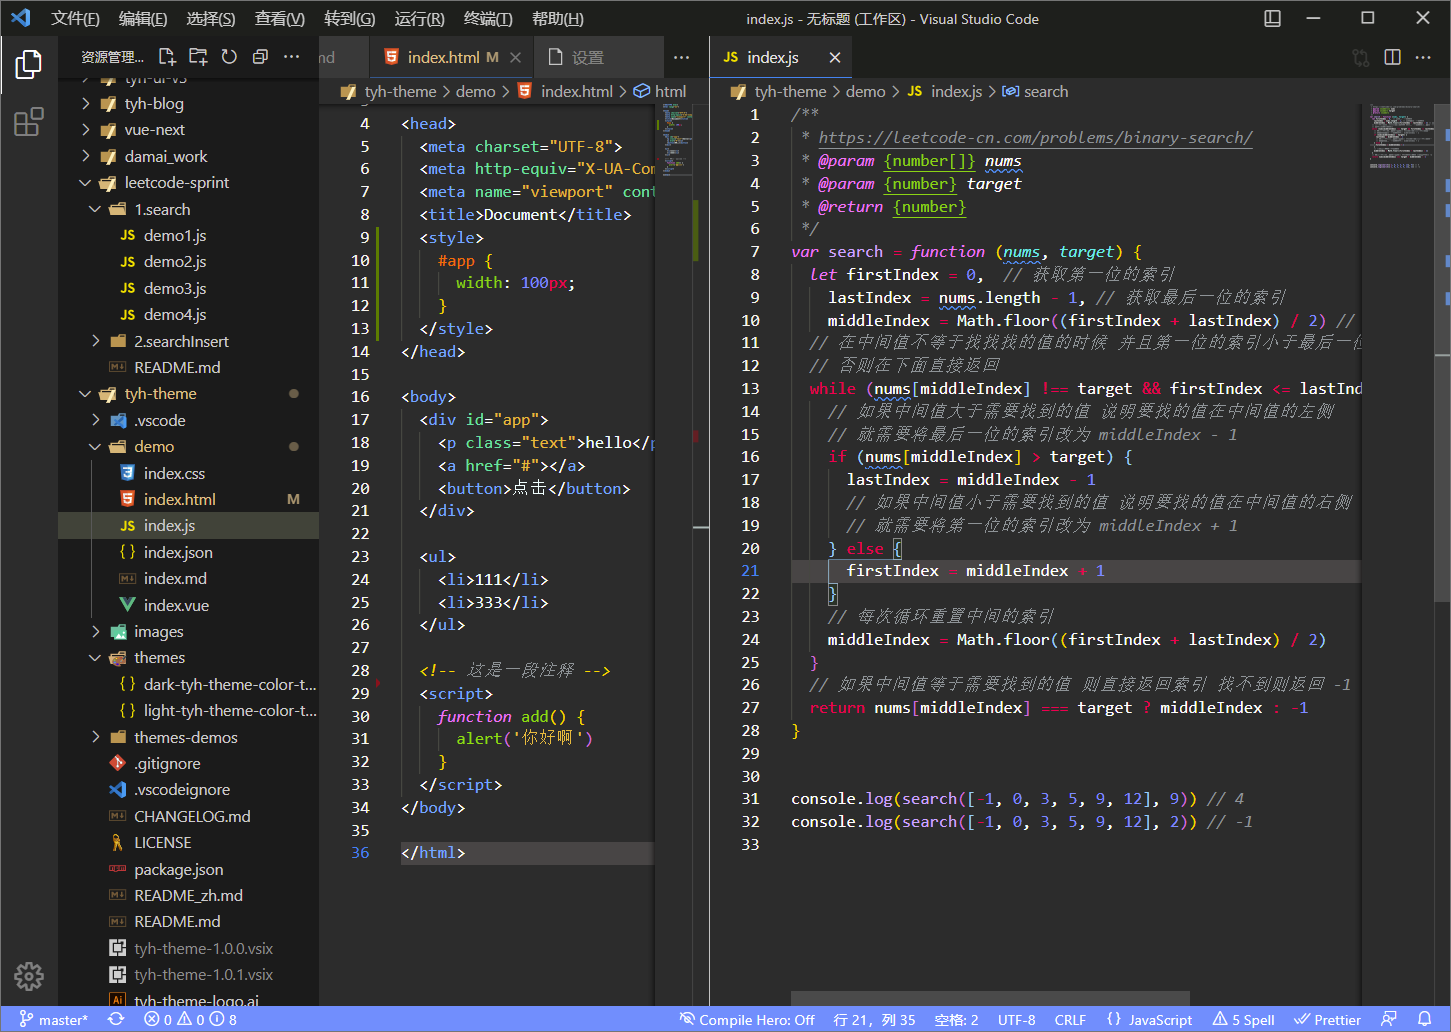 文件(F) 编辑(E) 选择(S) 查看(V) 转到(G) 运行(R) 终端(T) 帮助(H) index.js - 无标题 (工作区) - Visual Studio Code
资源管理...
tyh-ui-v3
tyh-blog
vue-next
damai_work
leetcode-sprint
1.search
demo1.js
demo2.js
demo3.js
demo4.js
2.searchInsert
README.md
tyh-theme
.vscode
demo
index.css
index.html M
index.js
index.json
index.md
index.vue
images
themes
dark-tyh-theme-color-t...
light-tyh-theme-color-t...
themes-demos
.gitignore
.vscodeignore
CHANGELOG.md
LICENSE
package.json
README_zh.md
README.md
tyh-theme-1.0.0.vsix
tyh-theme-1.0.1.vsix
tyh-theme-logo.ai
nd index.html M 设置
tyh-theme > demo > index.html > html
4 <head>
5 <meta charset="UTF-8">
6 <meta http-equiv="X-UA-Com
7 <meta name="viewport" cont
8 <title>Document</title>
9 <style>
10 #app {
11 width: 100px;
12 }
13 </style>
14 </head>
15
16 <body>
17 <div id="app">
18 <p class="text">hello</p
19 <a href="#"></a>
20 <button>点击</button>
21 </div>
22
23 <ul>
24 <li>111</li>
25 <li>333</li>
26 </ul>
27
28 <!-- 这是一段注释 -->
29 <script>
30 function add() {
31 alert('你好啊')
32 }
33 </script>
34 </body>
35
36 </html>
JS index.js
tyh-theme > demo > JS index.js > search
1 /**
2 * https://leetcode-cn.com/problems/binary-search/
3 * @param {number[]} nums
4 * @param {number} target
5 * @return {number}
6 */
7 var search = function (nums, target) {
8 let firstIndex = 0, // 获取第一位的索引
9 lastIndex = nums.length - 1, // 获取最后一位的索引
10 middleIndex = Math.floor((firstIndex + lastIndex) / 2) //
11 // 在中间值不等于找找找的值的时候 并且第一位的索引小于最后一位
12 // 否则在下面直接返回
13 while (nums[middleIndex] !== target && firstIndex <= lastInd
14 // 如果中间值大于需要找到的值 说明要找的值在中间值的左侧
15 // 就需要将最后一位的索引改为 middleIndex - 1
16 if (nums[middleIndex] > target) {
17 lastIndex = middleIndex - 1
18 // 如果中间值小于需要找到的值 说明要找的值在中间值的右侧
19 // 就需要将第一位的索引改为 middleIndex + 1
20 } else {
21 firstIndex = middleIndex + 1
22 }
23 // 每次循环重置中间的索引
24 middleIndex = Math.floor((firstIndex + lastIndex) / 2)
25 }
26 // 如果中间值等于需要找到的值 则直接返回索引 找不到则返回 -1
27 return nums[middleIndex] === target ? middleIndex : -1
28 }
29
30
31 console.log(search([-1, 0, 3, 5, 9, 12], 9)) // 4
32 console.log(search([-1, 0, 3, 5, 9, 12], 2)) // -1
33
master* 0 0 8 Compile Hero: Off 行 21, 列 35 空格: 2 UTF-8 CRLF {} JavaScript 5 Spell Prettier